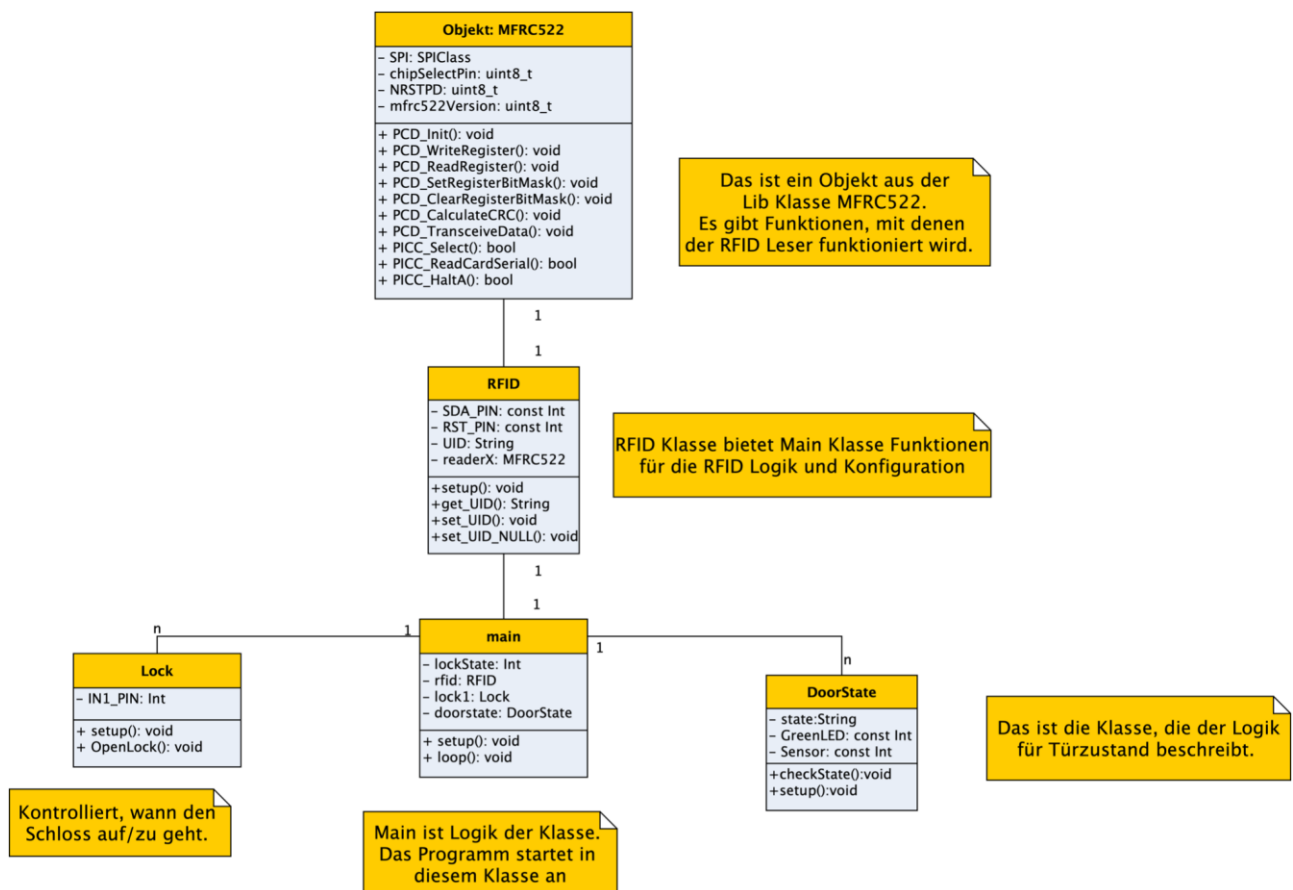 Objekt: MFRC522
– SPI: SPIClass
– chipSelectPin: uint8_t
– NRSTPD: uint8_t
– mfrc522Version: uint8_t
+ PCD_Init(): void
+ PCD_WriteRegister(): void
+ PCD_ReadRegister(): void
+ PCD_SetRegisterBitMask(): void
+ PCD_ClearRegisterBitMask(): void
+ PCD_CalculateCRC(): void
+ PCD_TransceiveData(): void
+ PICC_Select(): bool
+ PICC_ReadCardSerial(): bool
+ PICC_HaltA(): bool
Das ist ein Objekt aus der
Lib Klasse MFRC522.
Es gibt Funktionen, mit denen
der RFID Leser funktioniert wird.
1
1
RFID
– SDA_PIN: const Int
– RST_PIN: const Int
– UID: String
– readerX: MFRC522
+setup(): void
+get_UID(): String
+set_UID(): void
+set_UID_NULL(): void
RFID Klasse bietet Main Klasse Funktionen
für die RFID Logik und Konfiguration
1
1
n
1
1
n
Lock
– IN1_PIN: Int
+ setup(): void
+ OpenLock(): void
main
– lockState: Int
– rfid: RFID
– lock1: Lock
– doorstate: DoorState
+ setup(): void
+ loop(): void
DoorState
– state:String
– GreenLED: const Int
– Sensor: const Int
+checkState():void
+setup():void
Das ist die Klasse, die der Logik
für Türzustand beschreibt.
Kontrolliert, wann den
Schloss auf/zu geht.
Main ist Logik der Klasse.
Das Programm startet in
diesem Klasse an